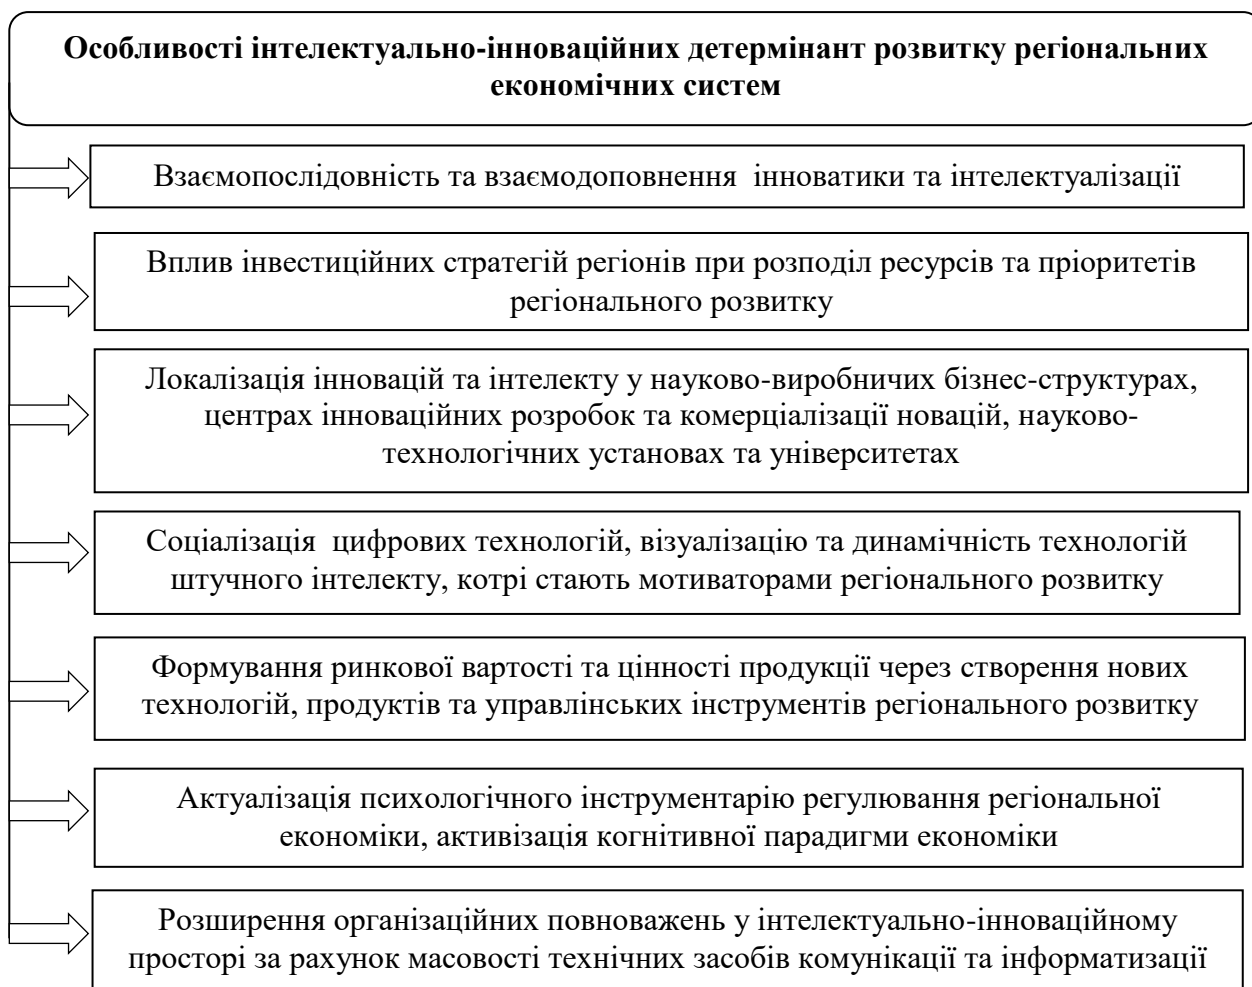 Особливості інтелектуально-інноваційних детермінант розвитку регіональних
економічних систем
Взаємопослідовність та взаємодоповнення інноватики та інтелектуалізації
Вплив інвестиційних стратегій регіонів при розподіл ресурсів та пріоритетів
регіонального розвитку
Локалізація інновацій та інтелекту у науково-виробничих бізнес-структурах,
центрах інноваційних розробок та комерціалізації новацій, науково-
технологічних установах та університетах
Соціалізація цифрових технологій, візуалізацію та динамічність технологій
штучного інтелекту, котрі стають мотиваторами регіонального розвитку
Формування ринкової вартості та цінності продукції через створення нових
технологій, продуктів та управлінських інструментів регіонального розвитку
Актуалізація психологічного інструментарію регулювання регіональної
економіки, активізація когнітивної парадигми економіки
Розширення організаційних повноважень у інтелектуально-інноваційному
просторі за рахунок масовості технічних засобів комунікації та інформатизації